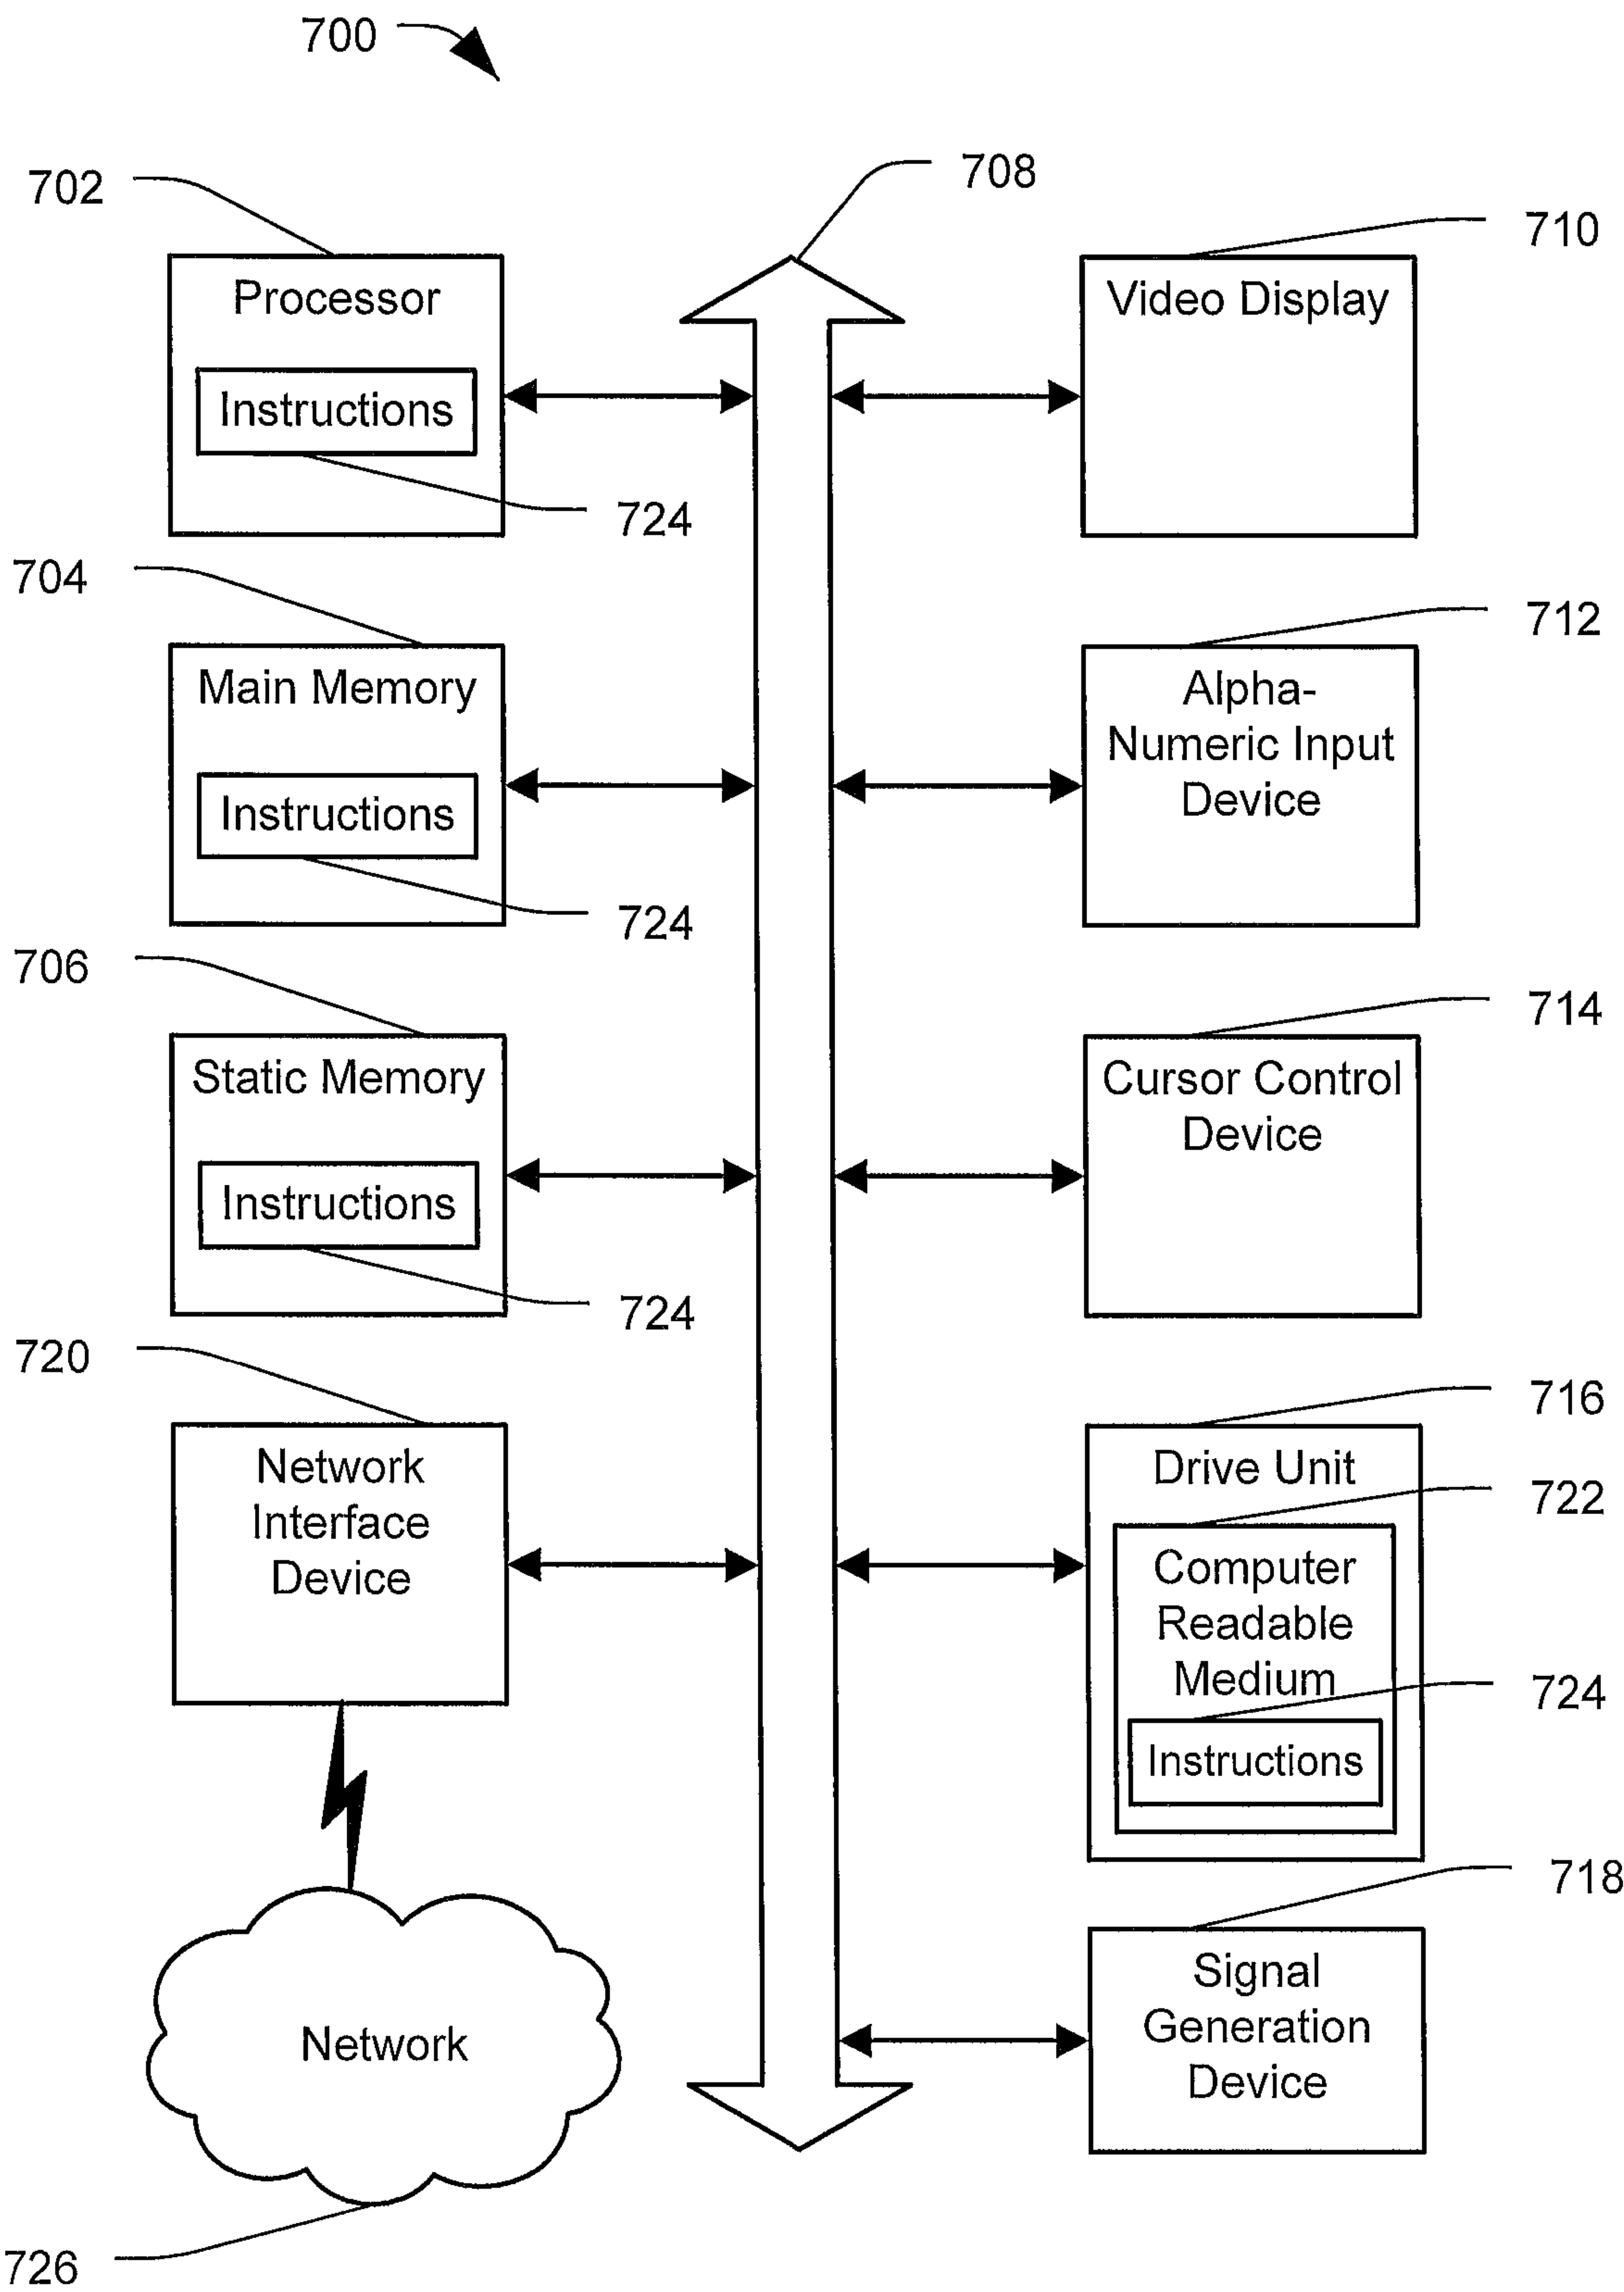 700
708
702
710
Processor
Video Display
Instructions
724
704
712
Main Memory
Alpha-
Numeric Input
Device
Instructions
724
706
714
Static Memory
Cursor Control
Device
Instructions
724
720
716
Network
Interface
Device
Drive Unit
722
Computer
Readable
Medium
724
Instructions
718
Signal
Generation
Device
Network
726